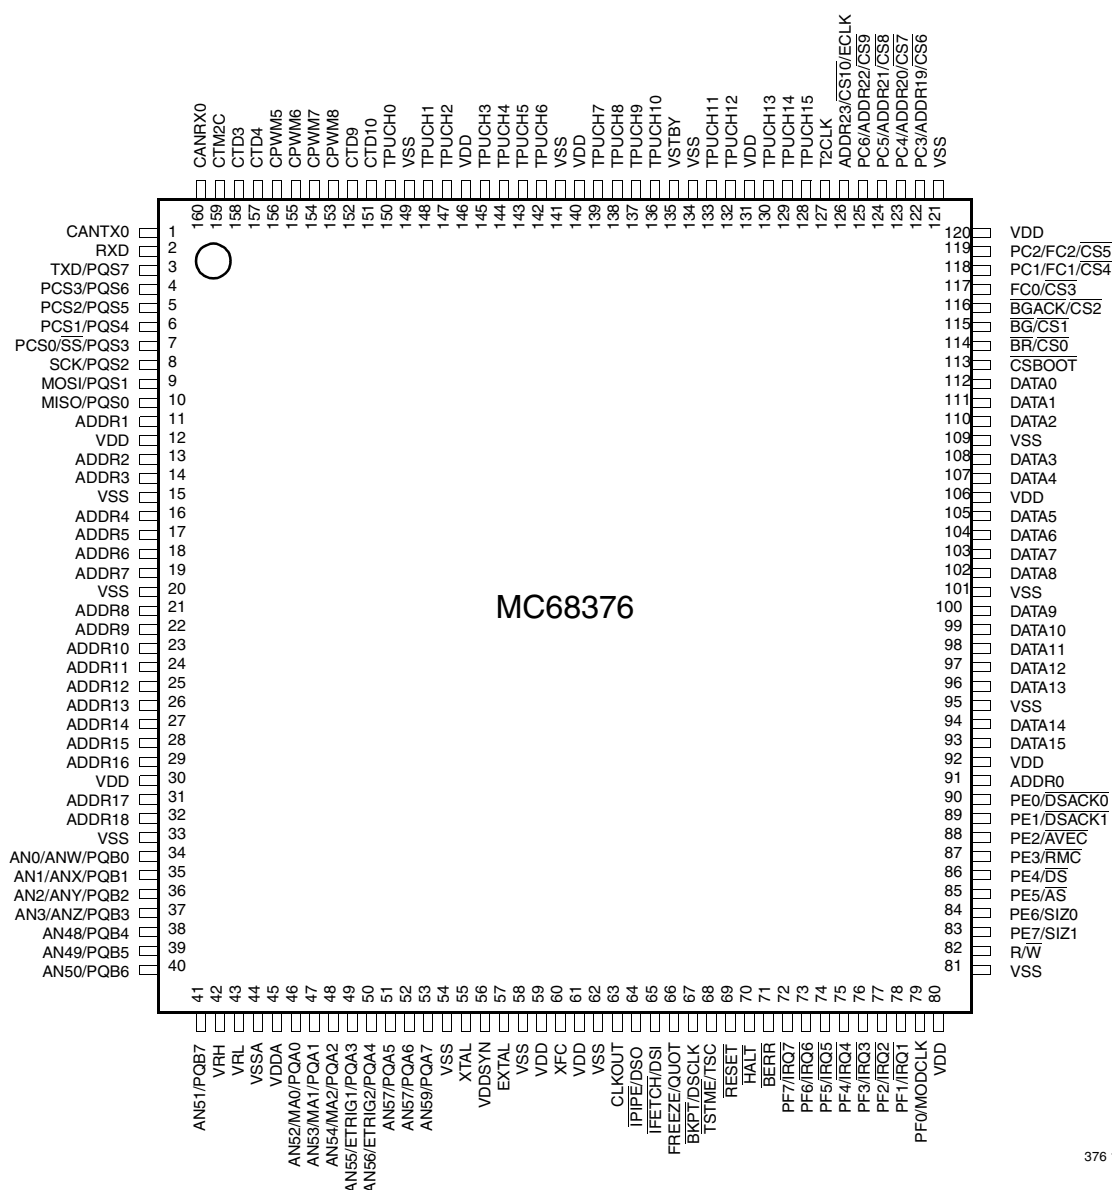 CANRX0
CTM2C
CTD3
CTD4
CPWM5
CPWM6
CPWM7
CPWM8
CTD9
CTD10
TPUCH0
VSS
TPUCH1
TPUCH2
VDD
TPUCH3
TPUCH4
TPUCH5
TPUCH6
VSS
VDD
TPUCH7
TPUCH8
TPUCH9
TPUCH10
VSTBY
VSS
TPUCH11
TPUCH12
VDD
TPUCH13
TPUCH14
TPUCH15
T2CLK
ADDR23/CS10/ECLK
PC6/ADDR22/CS9
PC5/ADDR21/CS8
PC4/ADDR20/CS7
PC3/ADDR19/CS6
VSS
160
159
158
157
156
155
154
153
152
151
150
149
148
147
146
145
144
143
142
141
140
139
138
137
136
135
134
133
132
131
130
129
128
127
126
125
124
123
122
121
CANTX0 1
RXD 2
TXD/PQS7 3
PCS3/PQS6 4
PCS2/PQS5 5
PCS1/PQS4 6
PCS0/SS/PQS3 7
SCK/PQS2 8
MOSI/PQS1 9
MISO/PQS0 10
ADDR1 11
VDD 12
ADDR2 13
ADDR3 14
VSS 15
ADDR4 16
ADDR5 17
ADDR6 18
ADDR7 19
VSS 20
ADDR8 21
ADDR9 22
ADDR10 23
ADDR11 24
ADDR12 25
ADDR13 26
ADDR14 27
ADDR15 28
ADDR16 29
VDD 30
ADDR17 31
ADDR18 32
VSS 33
AN0/ANW/PQB0 34
AN1/ANX/PQB1 35
AN2/ANY/PQB2 36
AN3/ANZ/PQB3 37
AN48/PQB4 38
AN49/PQB5 39
AN50/PQB6 40
MC68376
120 VDD
119 PC2/FC2/CS5
118 PC1/FC1/CS4
117 FC0/CS3
116 BGACK/CS2
115 BG/CS1
114 BR/CS0
113 CSBOOT
112 DATA0
111 DATA1
110 DATA2
109 VSS
108 DATA3
107 DATA4
106 VDD
105 DATA5
104 DATA6
103 DATA7
102 DATA8
101 VSS
100 DATA9
99 DATA10
98 DATA11
97 DATA12
96 DATA13
95 VSS
94 DATA14
93 DATA15
92 VDD
91 ADDR0
90 PE0/DSACK0
89 PE1/DSACK1
88 PE2/AVEC
87 PE3/RMC
86 PE4/DS
85 PE5/AS
84 PE6/SIZ0
83 PE7/SIZ1
82 R/W
81 VSS
41
42
43
44
45
46
47
48
49
50
51
52
53
54
55
56
57
58
59
60
61
62
63
64
65
66
67
68
69
70
71
72
73
74
75
76
77
78
79
80
AN51/PQB7
VRH
VRL
VSSA
VDDA
AN52/MA0/PQA0
AN53/MA1/PQA1
AN54/MA2/PQA2
AN55/ETRIG1/PQA3
AN56/ETRIG2/PQA4
AN57/PQA5
AN57/PQA6
AN59/PQA7
VSS
XTAL
VDDSYN
EXTAL
VSS
VDD
XFC
VDD
VSS
CLKOUT
IPIPE/DSO
IFETCH/DSI
FREEZE/QUOT
BKPT/DSCLK
TSTME/TSC
RESET
HALT
BERR
PF7/IRQ7
PF6/IRQ6
PF5/IRQ5
PF4/IRQ4
PF3/IRQ3
PF2/IRQ2
PF1/IRQ1
PF0/MODCLK
VDD
376